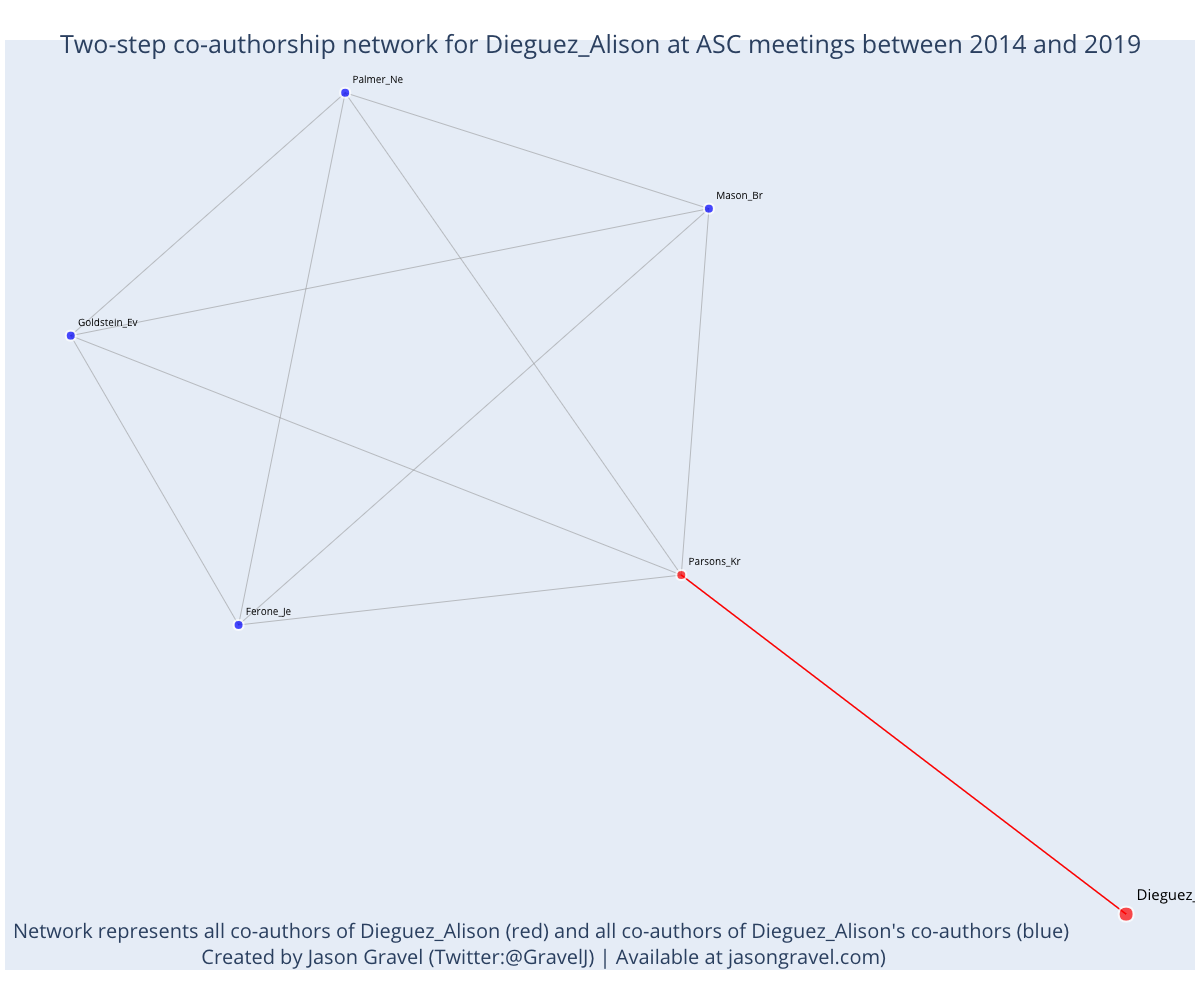 Two-step co-authorship network for Dieguez_Alison at ASC meetings between 2014 and 2019
Palmer_Ne
Mason_Br
Goldstein_Ev
Parsons_Kr
Ferone_Je
Dieguez_
Network represents all co-authors of Dieguez_Alison (red) and all co-authors of Dieguez_Alison's co-authors (blue)
Created by Jason Gravel (Twitter:@GravelJ) | Available at jasongravel.com)